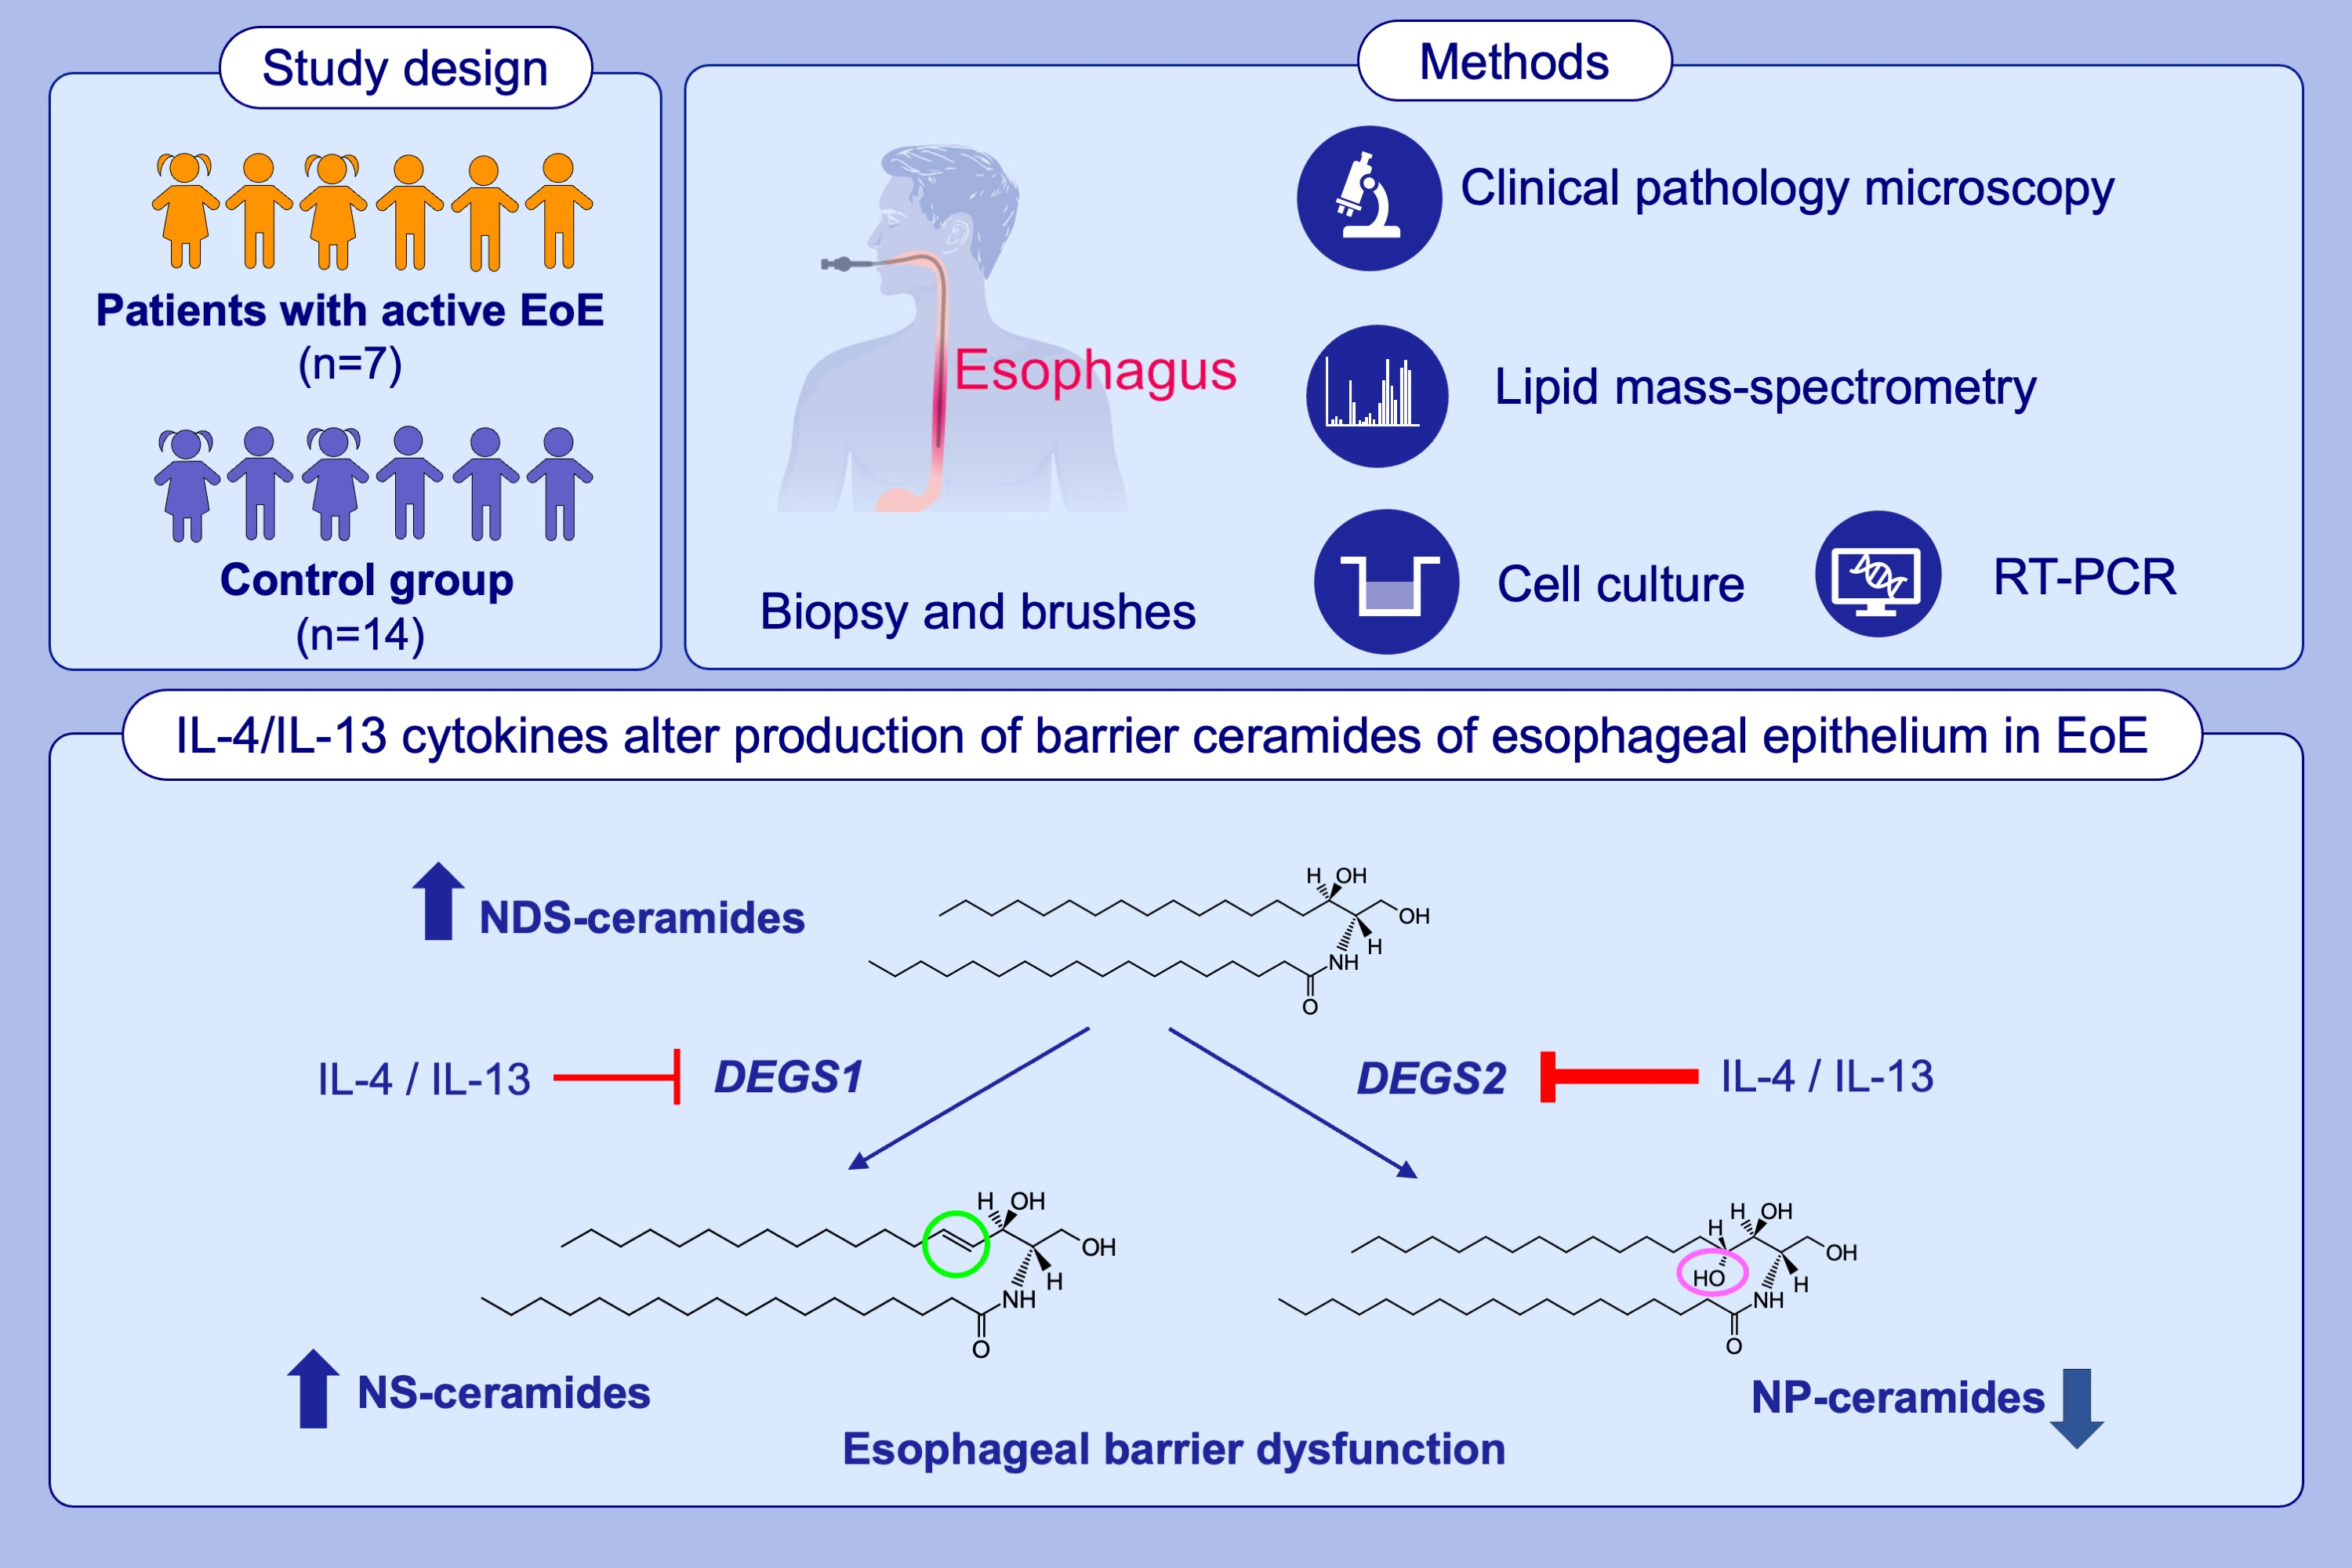 Study design
Patients with active EoE
(n=7)
Control group
(n=14)
Methods
Esophagus
Biopsy and brushes
Clinical pathology microscopy
Lipid mass-spectrometry
Cell culture
RT-PCR
IL-4/IL-13 cytokines alter production of barrier ceramides of esophageal epithelium in EoE
NDS-ceramides
H OH
OH
H
NH
O
IL-4 / IL-13
DEGS1
DEGS2
IL-4 / IL-13
H OH
OH
H
NH
O
NS-ceramides
H OH
H
OH
HO
H
NH
O
NP-ceramides
Esophageal barrier dysfunction